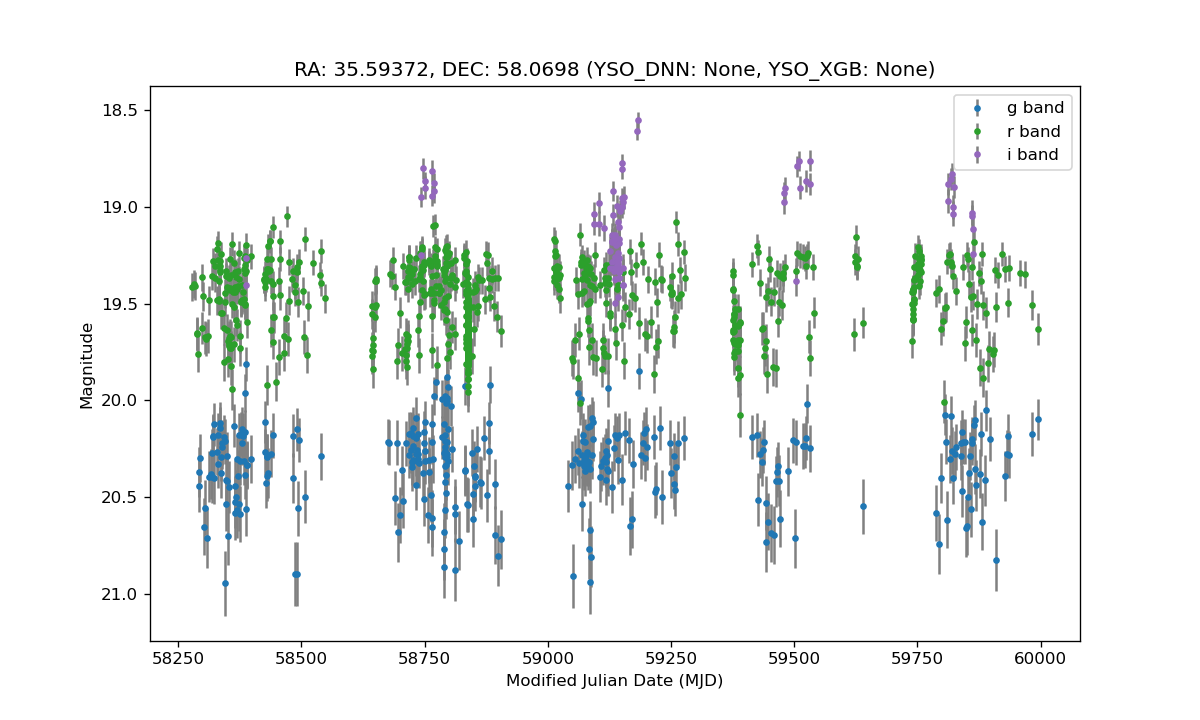 RA: 35.59372, DEC: 58.0698 (YSO_DNN: None, YSO_XGB: None)
g band
r band
i band
18.5
19.0
19.5
20.0
20.5
21.0
Magnitude
58250 58500 58750 59000 59250 59500 59750 60000
Modified Julian Date (MJD)